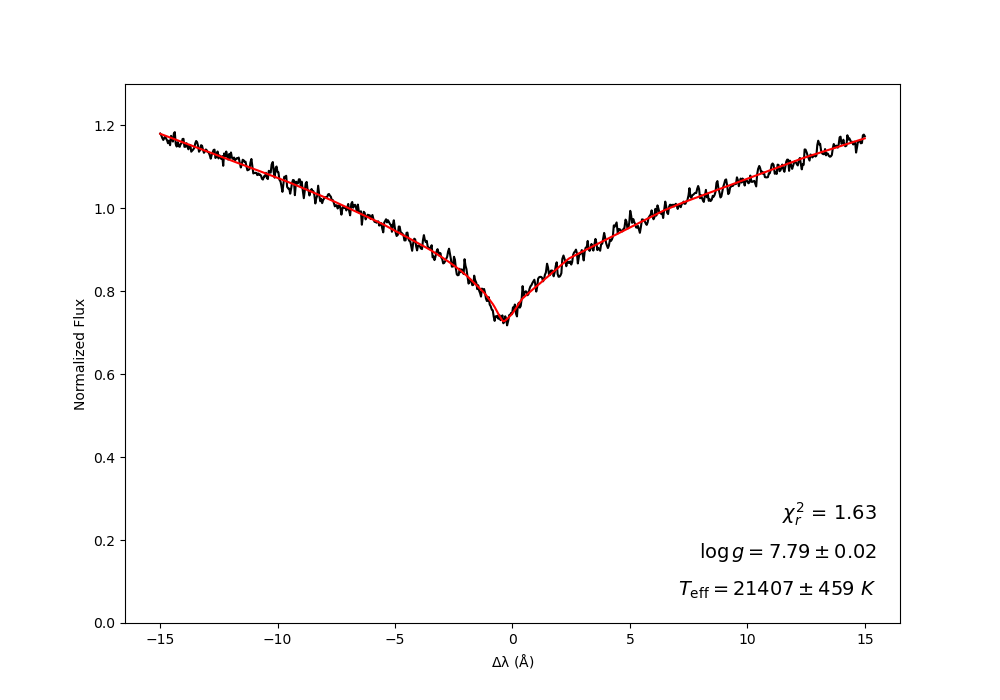 1.2
1.0
0.8
0.6
0.4
0.2
0.0
Normalized Flux
χ²ᵣ = 1.63
log g = 7.79 ± 0.02
T_eff = 21407 ± 459 K
−15 −10 −5 0 5 10 15
Δλ (Å)